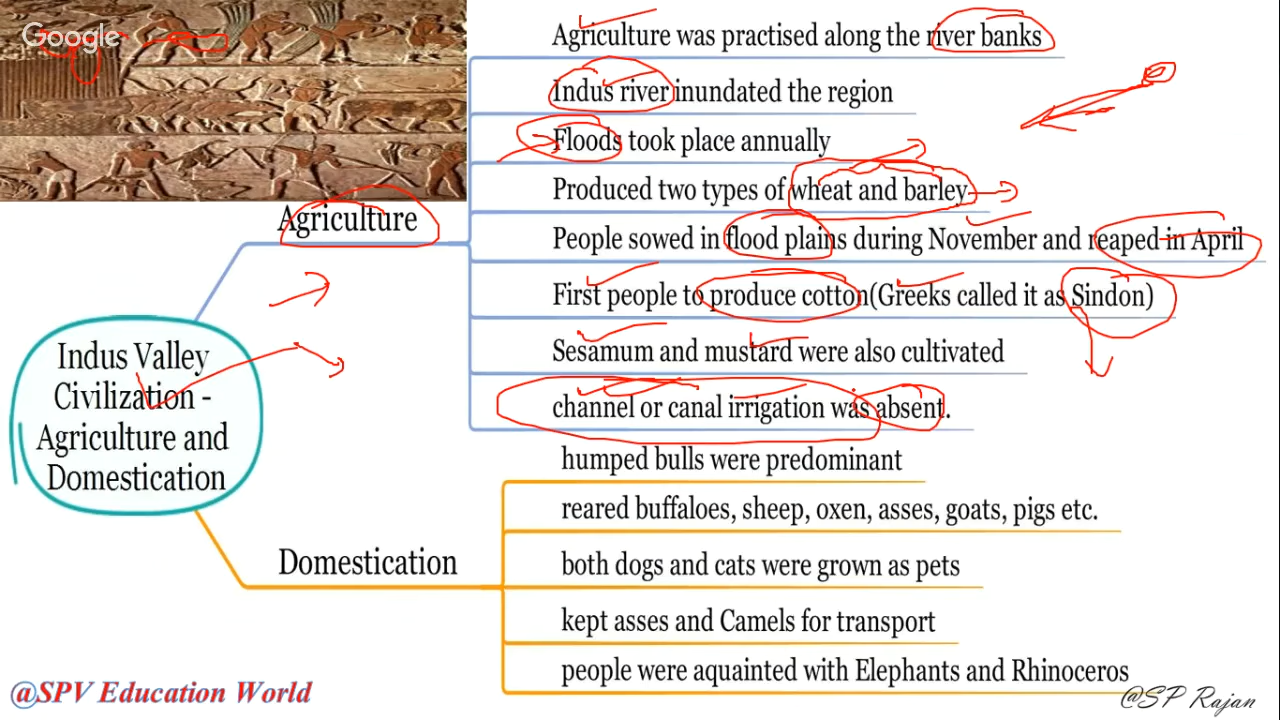 Google
Agriculture was practised along the river banks
Indus river inundated the region
Floods took place annually
Produced two types of wheat and barley
Agriculture
People sowed in flood plains during November and reaped in April
First people to produce cotton(Greeks called it as Sindon)
Sesamum and mustard were also cultivated
channel or canal irrigation was absent.
Indus Valley
Civilization -
Agriculture and
Domestication
humped bulls were predominant
reared buffaloes, sheep, oxen, asses, goats, pigs etc.
Domestication
both dogs and cats were grown as pets
kept asses and Camels for transport
people were aquainted with Elephants and Rhinoceros
@SPV Education World
@SP Rajan